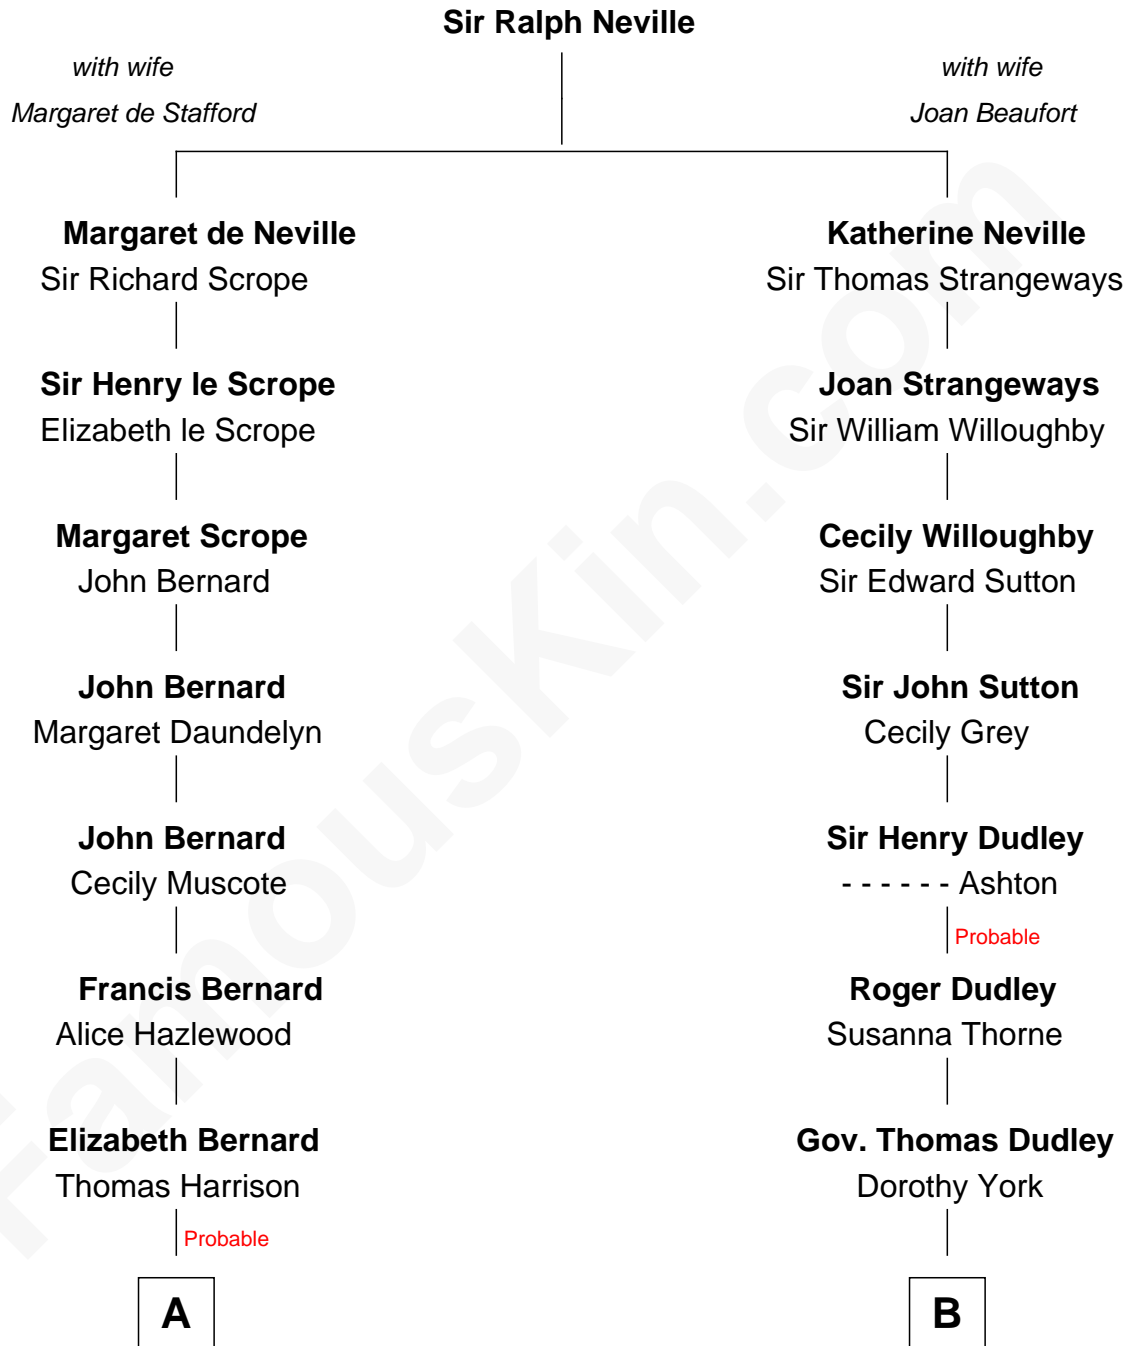 Sir Ralph Neville
with wife
Margaret de Stafford
with wife
Joan Beaufort
Margaret de Neville
Sir Richard Scrope
Katherine Neville
Sir Thomas Strangeways
Sir Henry le Scrope
Elizabeth le Scrope
Joan Strangeways
Sir William Willoughby
Margaret Scrope
John Bernard
Cecily Willoughby
Sir Edward Sutton
John Bernard
Margaret Daundelyn
Sir John Sutton
Cecily Grey
John Bernard
Cecily Muscote
Sir Henry Dudley
- - - - - - Ashton
Probable
Francis Bernard
Alice Hazlewood
Roger Dudley
Susanna Thorne
Elizabeth Bernard
Thomas Harrison
Probable
Gov. Thomas Dudley
Dorothy York
A
B
FamousKin.com